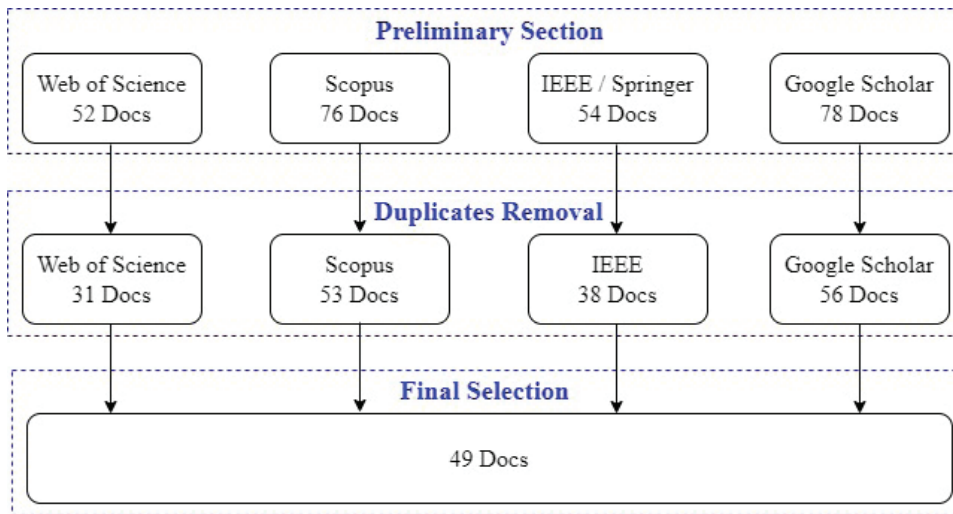 Preliminary Section
Web of Science
52 Docs
Scopus
76 Docs
IEEE / Springer
54 Docs
Google Scholar
78 Docs
Duplicates Removal
Web of Science
31 Docs
Scopus
53 Docs
IEEE
38 Docs
Google Scholar
56 Docs
Final Selection
49 Docs